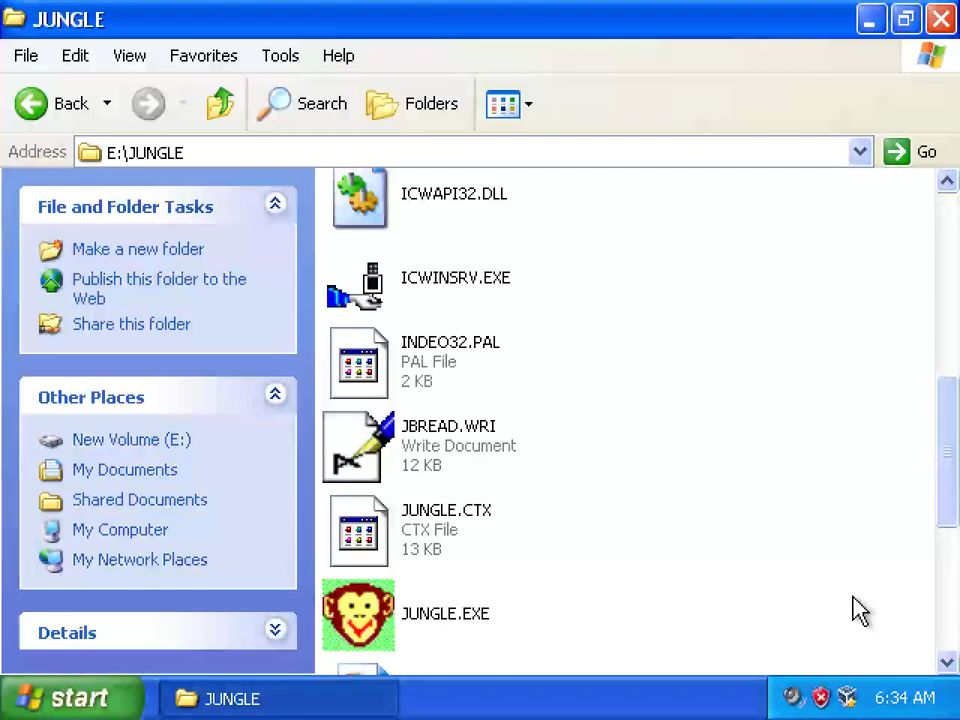 JUNGLE
File Edit View Favorites Tools Help
Back Search Folders
Address E:\JUNGLE Go
File and Folder Tasks
Make a new folder
Publish this folder to the
Web
Share this folder
Other Places
New Volume (E:)
My Documents
Shared Documents
My Computer
My Network Places
Details
ICWAPI32.DLL
ICWINSRV.EXE
INDEO32.PAL
PAL File
2 KB
JBREAD.WRI
Write Document
12 KB
JUNGLE.CTX
CTX File
13 KB
JUNGLE.EXE
start JUNGLE 6:34 AM